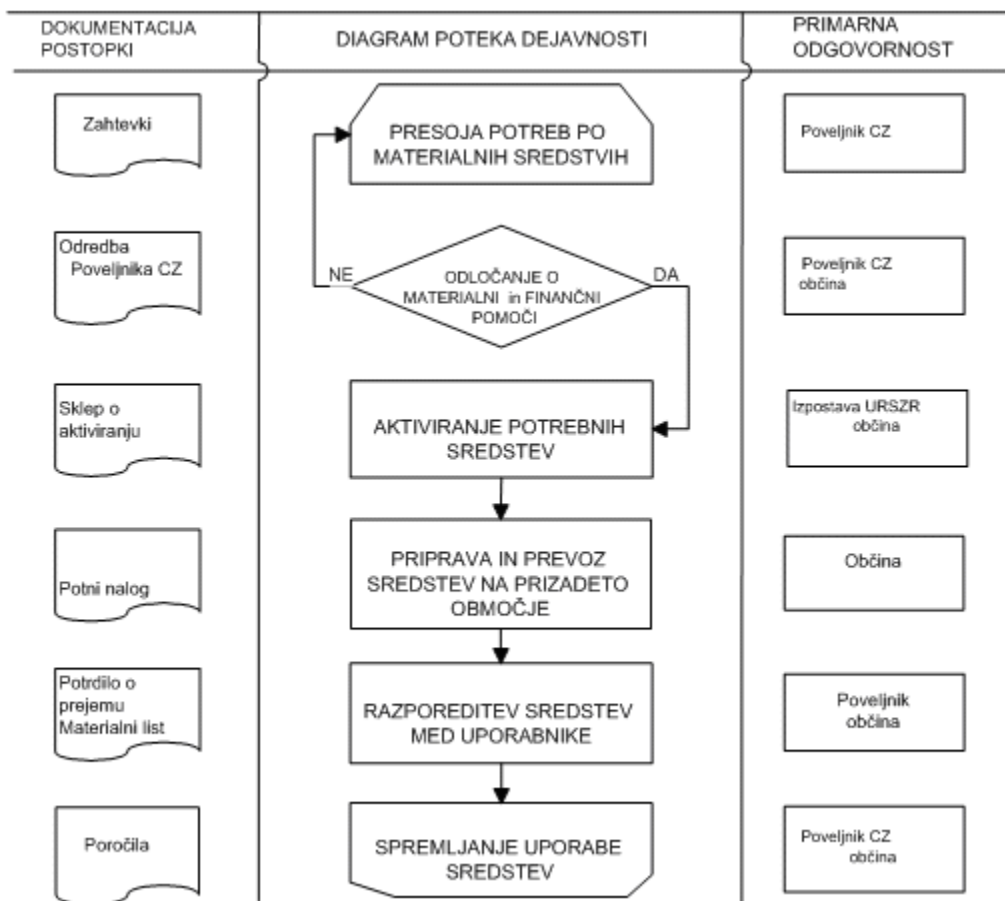 DOKUMENTACIJA
POSTOPKI
DIAGRAM POTEKA DEJAVNOSTI
PRIMARNA
ODGOVORNOST
Zahtevki
PRESOJA POTREB PO
MATERIALNIH SREDSTVIH
Poveljnik CZ
Odredba
Poveljnika CZ
NE
ODLOČANJE O
MATERIALNI in FINANČNI
POMOČI
DA
Poveljnik CZ
občina
Sklep o
aktiviranju
AKTIVIRANJE POTREBNIH
SREDSTEV
Izpostava URSZR
občina
Potni nalog
PRIPRAVA IN PREVOZ
SREDSTEV NA PRIZADETO
OBMOČJE
Občina
Potrdilo o
prejemu
Materialni list
RAZPOREDITEV SREDSTEV
MED UPORABNIKE
Poveljnik
občina
Poročila
SPREMLJANJE UPORABE
SREDSTEV
Poveljnik CZ
občina